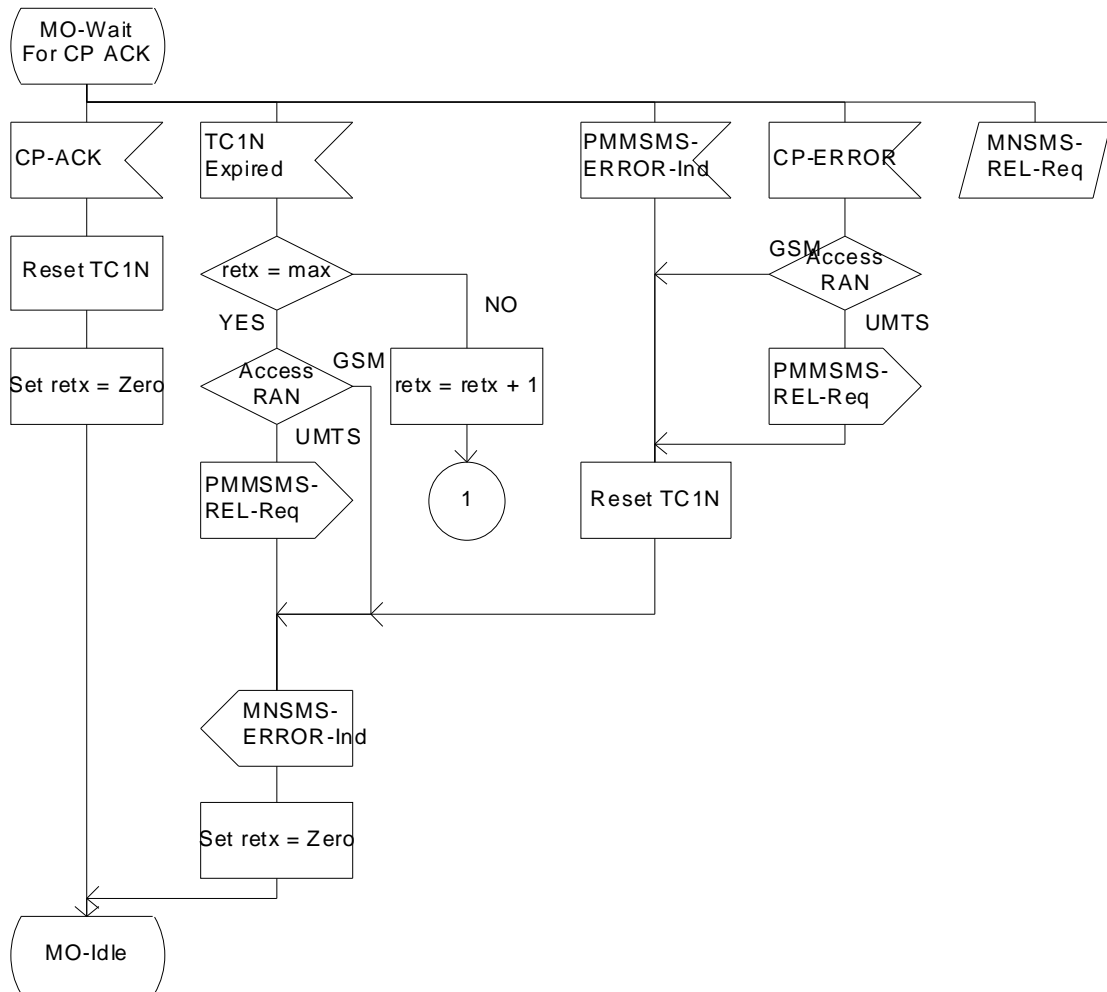 MO-Wait
For CP ACK
CP-ACK
TC1N
Expired
PMMSMS-
ERROR-Ind
CP-ERROR
MNSMS-
REL-Req
Reset TC1N
retx = max
GSM
Access
RAN
NO
YES
UMTS
Set retx = Zero
Access
RAN
GSM
UMTS
retx = retx + 1
PMMSMS-
REL-Req
PMMSMS-
REL-Req
1
Reset TC1N
MNSMS-
ERROR-Ind
Set retx = Zero
MO-Idle